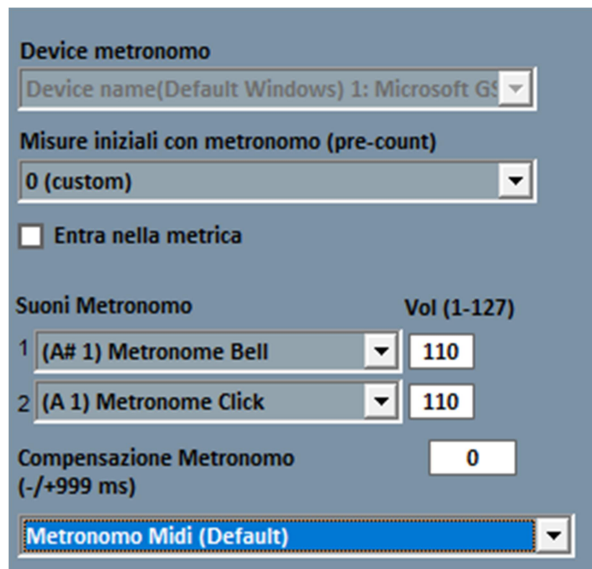 Device metronomo
Device name(Default Windows) 1: Microsoft GS
Misure iniziali con metronomo (pre-count)
0 (custom)
Entra nella metrica
Suoni Metronomo Vol (1-127)
1 (A# 1) Metronome Bell 110
2 (A 1) Metronome Click 110
Compensazione Metronomo 0
(-/+999 ms)
Metronomo Midi (Default)